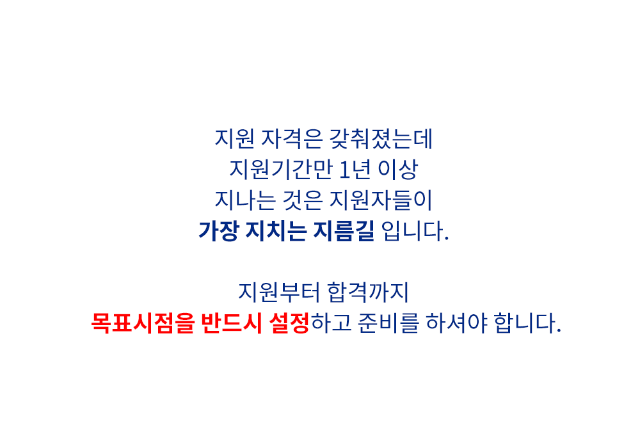 지원 자격은 갖춰졌는데
지원기간만 1년 이상
지나는 것은 지원자들이
가장 지치는 지름길 입니다.
지원부터 합격까지
목표시점을 반드시 설정하고 준비를 하셔야 합니다.